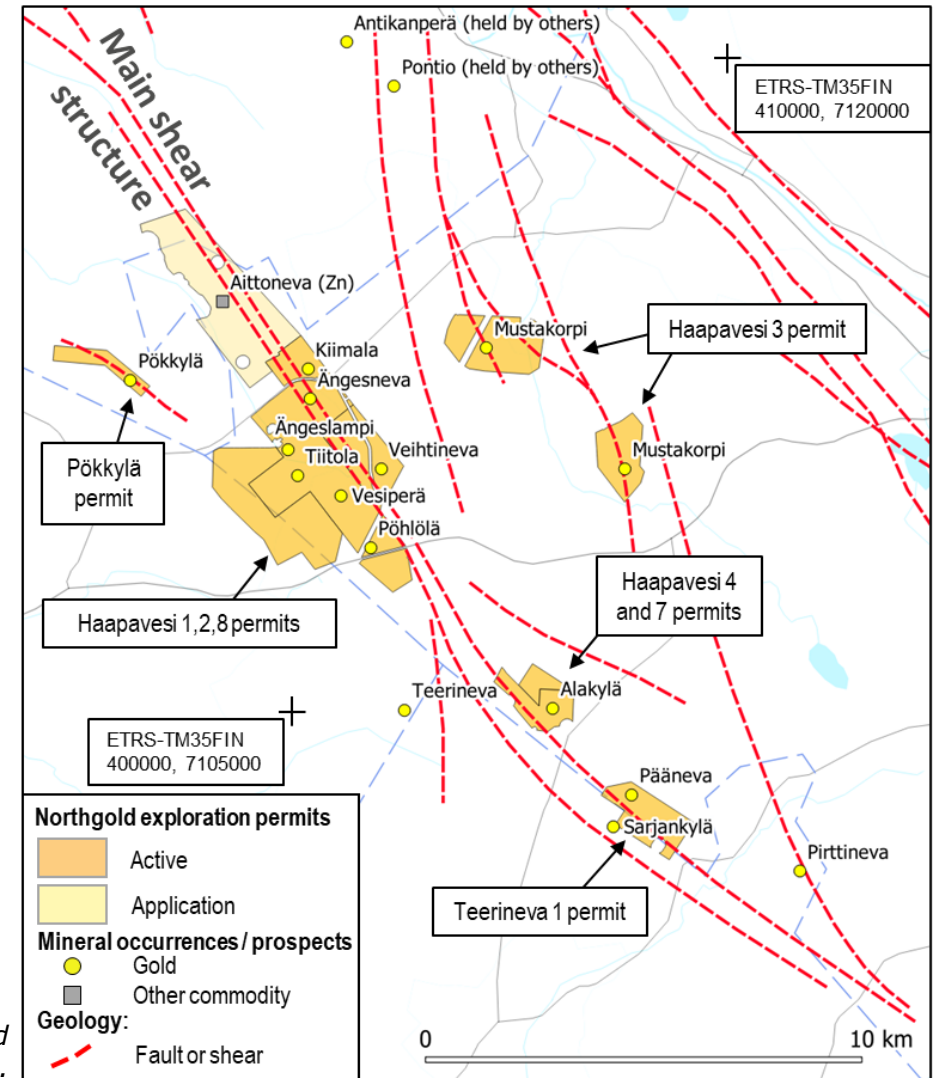 Antikanperä (held by others)
Pontio (held by others)
ETRS-TM35FIN
410000, 7120000
Main shear
structure
Aittoneva (Zn)
Mustakorpi
Haapavesi 3 permit
Pökkylä
Kiimala
Ängesneva
Ängeslampi
Tiitola
Veihtineva
Mustakorpi
Pökkylä
permit
Vesiperä
Pöhlölä
Haapavesi 4
and 7 permits
Haapavesi 1,2,8 permits
Teerineva
Alakylä
ETRS-TM35FIN
400000, 7105000
Pääneva
Sarjankylä
Pirttineva
Teerineva 1 permit
Northgold exploration permits
Active
Application
Mineral occurrences / prospects
Gold
Other commodity
Geology:
Fault or shear
0
10 km
d